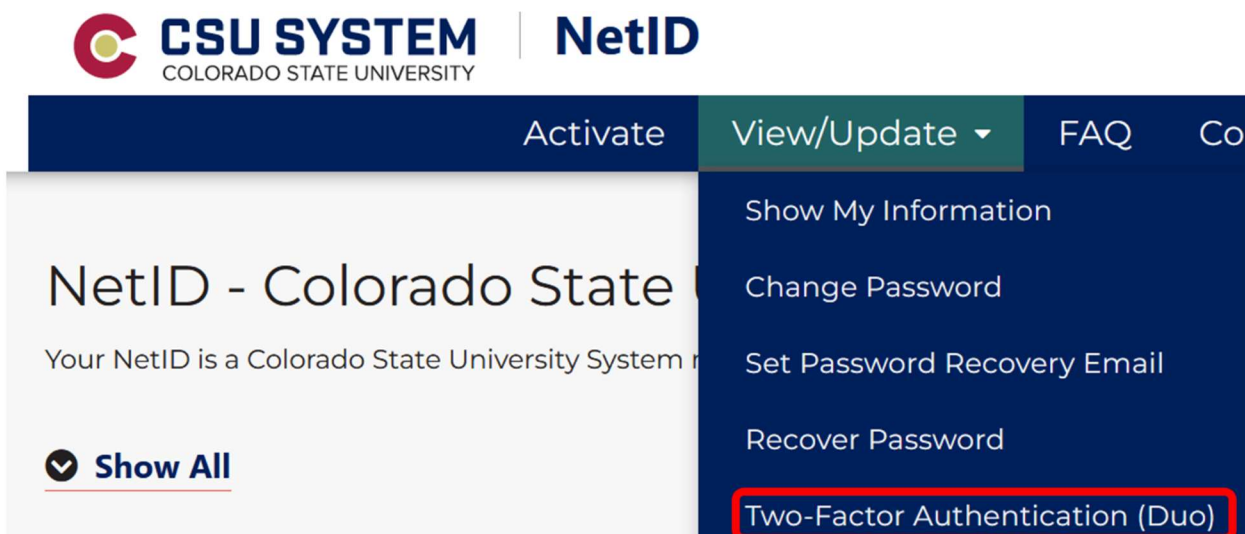 CSU SYSTEM
COLORADO STATE UNIVERSITY
NetID
Activate View/Update FAQ
Show My Information
Change Password
Set Password Recovery Email
Recover Password
Two-Factor Authentication (Duo)
NetID - Colorado State
Your NetID is a Colorado State University System
Show All